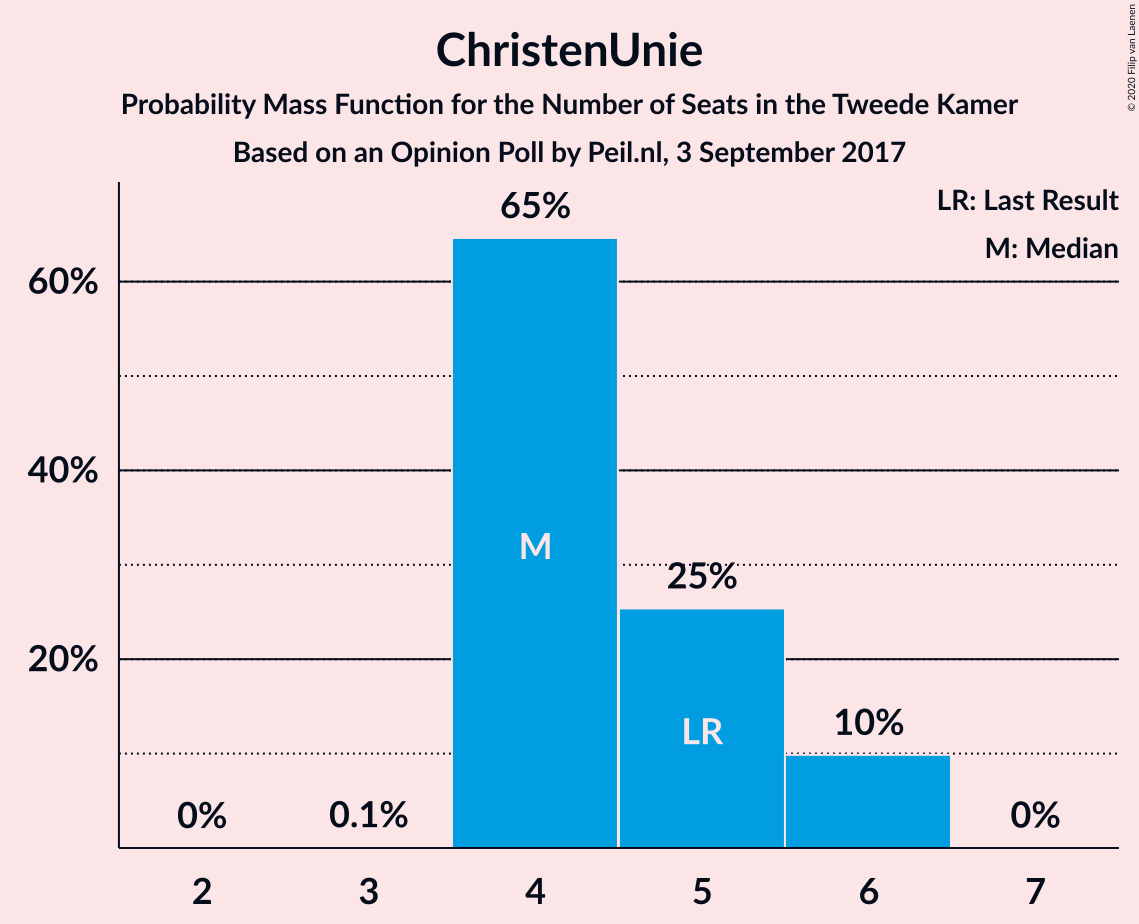 ChristenUnie
Probability Mass Function for the Number of Seats in the Tweede Kamer
Based on an Opinion Poll by Peil.nl, 3 September 2017
© 2020 Filip van Laenen
LR: Last Result
M: Median
65%
60%
40%
M
25%
20%
LR
10%
0%
0.1%
0%
2
3
4
5
6
7